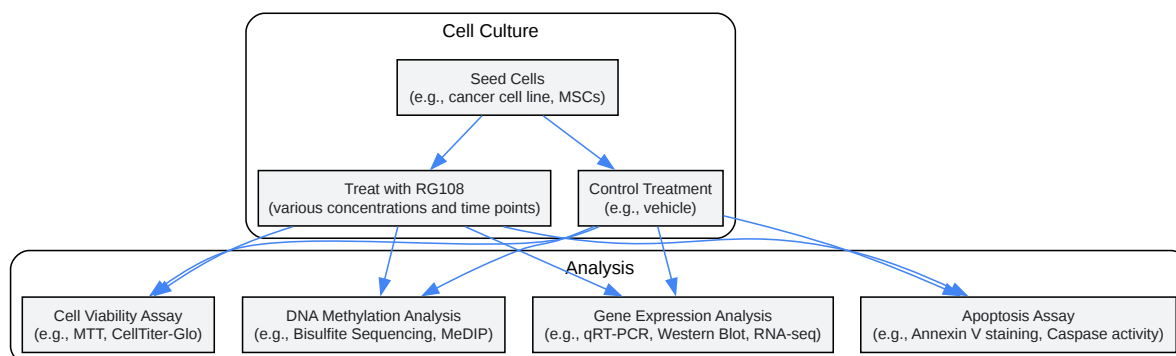 Cell Culture
Seed Cells
(e.g., cancer cell line, MSCs)
Treat with RG108
(various concentrations and time points)
Control Treatment
(e.g., vehicle)
Analysis
Cell Viability Assay
(e.g., MTT, CellTiter-Glo)
DNA Methylation Analysis
(e.g., Bisulfite Sequencing, MeDIP)
Gene Expression Analysis
(e.g., qRT-PCR, Western Blot, RNA-seq)
Apoptosis Assay
(e.g., Annexin V staining, Caspase activity)